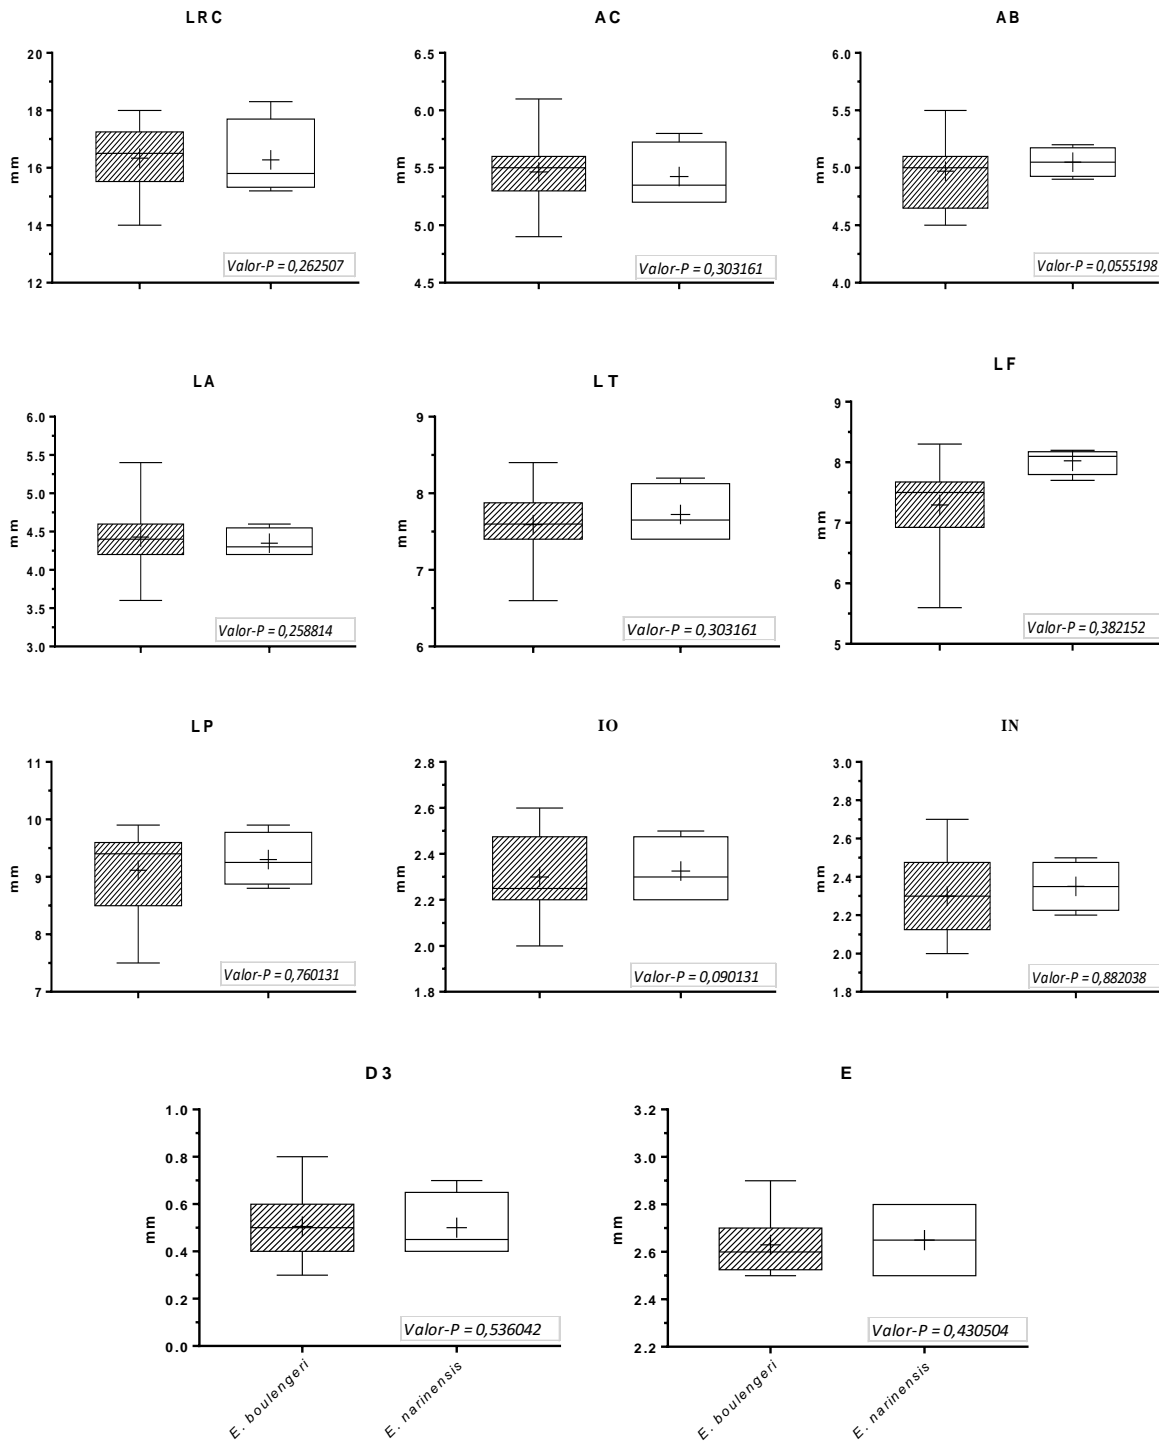 LRC
20
18
16
14
12
mm
Valor-P = 0,262507
AC
6.5
6.0
5.5
5.0
4.5
mm
Valor-P = 0,303161
AB
6.0
5.5
5.0
4.5
4.0
mm
Valor-P = 0,0555198
LA
6.0
5.5
5.0
4.5
4.0
3.5
3.0
mm
Valor-P = 0,258814
LT
9
8
7
6
mm
Valor-P = 0,303161
LF
9
8
7
6
5
mm
Valor-P = 0,382152
LP
11
10
9
8
7
mm
Valor-P = 0,760131
IO
2.8
2.6
2.4
2.2
2.0
1.8
mm
Valor-P = 0,090131
IN
3.0
2.8
2.6
2.4
2.2
2.0
1.8
mm
Valor-P = 0,882038
D3
1.0
0.8
0.6
0.4
0.2
0.0
mm
Valor-P = 0,536042
E. boulengeri
E. narinensis
E
3.2
3.0
2.8
2.6
2.4
2.2
mm
Valor-P = 0,430504
E. boulengeri
E. narinensis